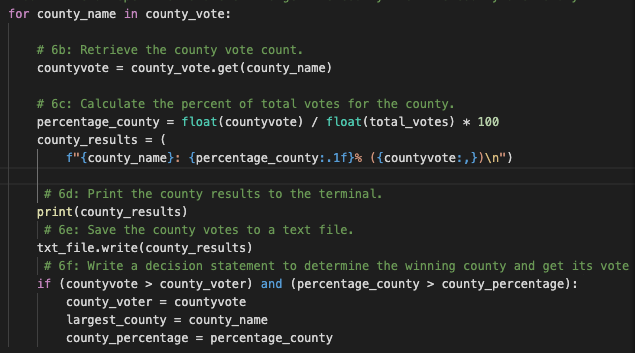 for county_name in county_vote:
# 6b: Retrieve the county vote count.
countyvote = county_vote.get(county_name)
# 6c: Calculate the percent of total votes for the county.
percentage_county = float(countyvote) / float(total_votes) * 100
county_results = (
f"{county_name}: {percentage_county:.1f}% ({countyvote:,})\n")
# 6d: Print the county results to the terminal.
print(county_results)
# 6e: Save the county votes to a text file.
txt_file.write(county_results)
# 6f: Write a decision statement to determine the winning county and get its vote
if (countyvote > county_voter) and (percentage_county > county_percentage):
county_voter = countyvote
largest_county = county_name
county_percentage = percentage_county